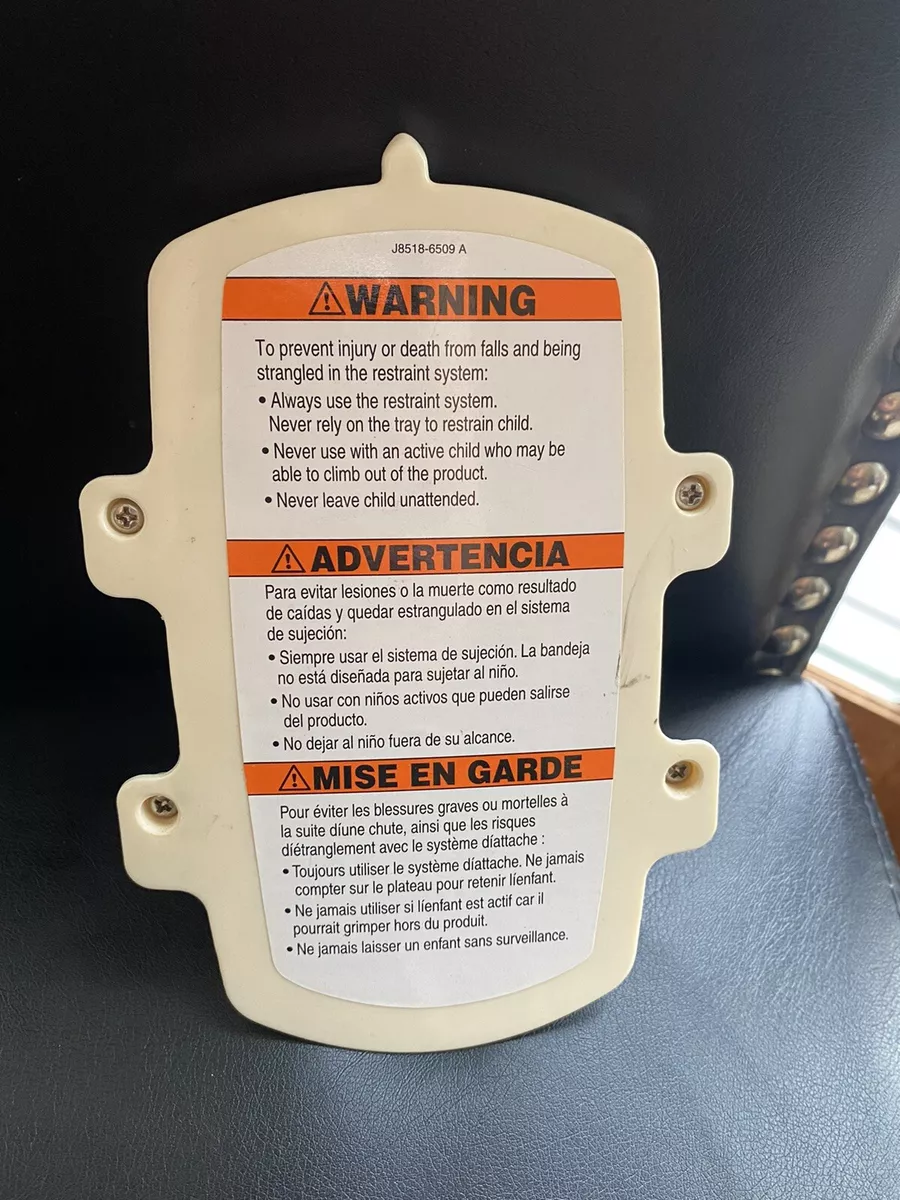 J8518-6509 A
⚠WARNING
To prevent injury or death from falls and being
strangled in the restraint system:
• Always use the restraint system.
Never rely on the tray to restrain child.
• Never use with an active child who may be
able to climb out of the product.
• Never leave child unattended.
⚠ADVERTENCIA
Para evitar lesiones o la muerte como resultado
de caídas y quedar estrangulado en el sistema
de sujeción:
• Siempre usar el sistema de sujeción. La bandeja
no está diseñada para sujetar al niño.
• No usar con niños activos que pueden salirse
del producto.
• No dejar al niño fuera de su alcance.
⚠MISE EN GARDE
Pour éviter les blessures graves ou mortelles à
la suite díune chute, ainsi que les risques
díétranglement avec le système díattache :
• Toujours utiliser le système díattache. Ne jamais
compter sur le plateau pour retenir líenfant.
• Ne jamais utiliser si líenfant est actif car il
pourrait grimper hors du produit.
• Ne jamais laisser un enfant sans surveillance.